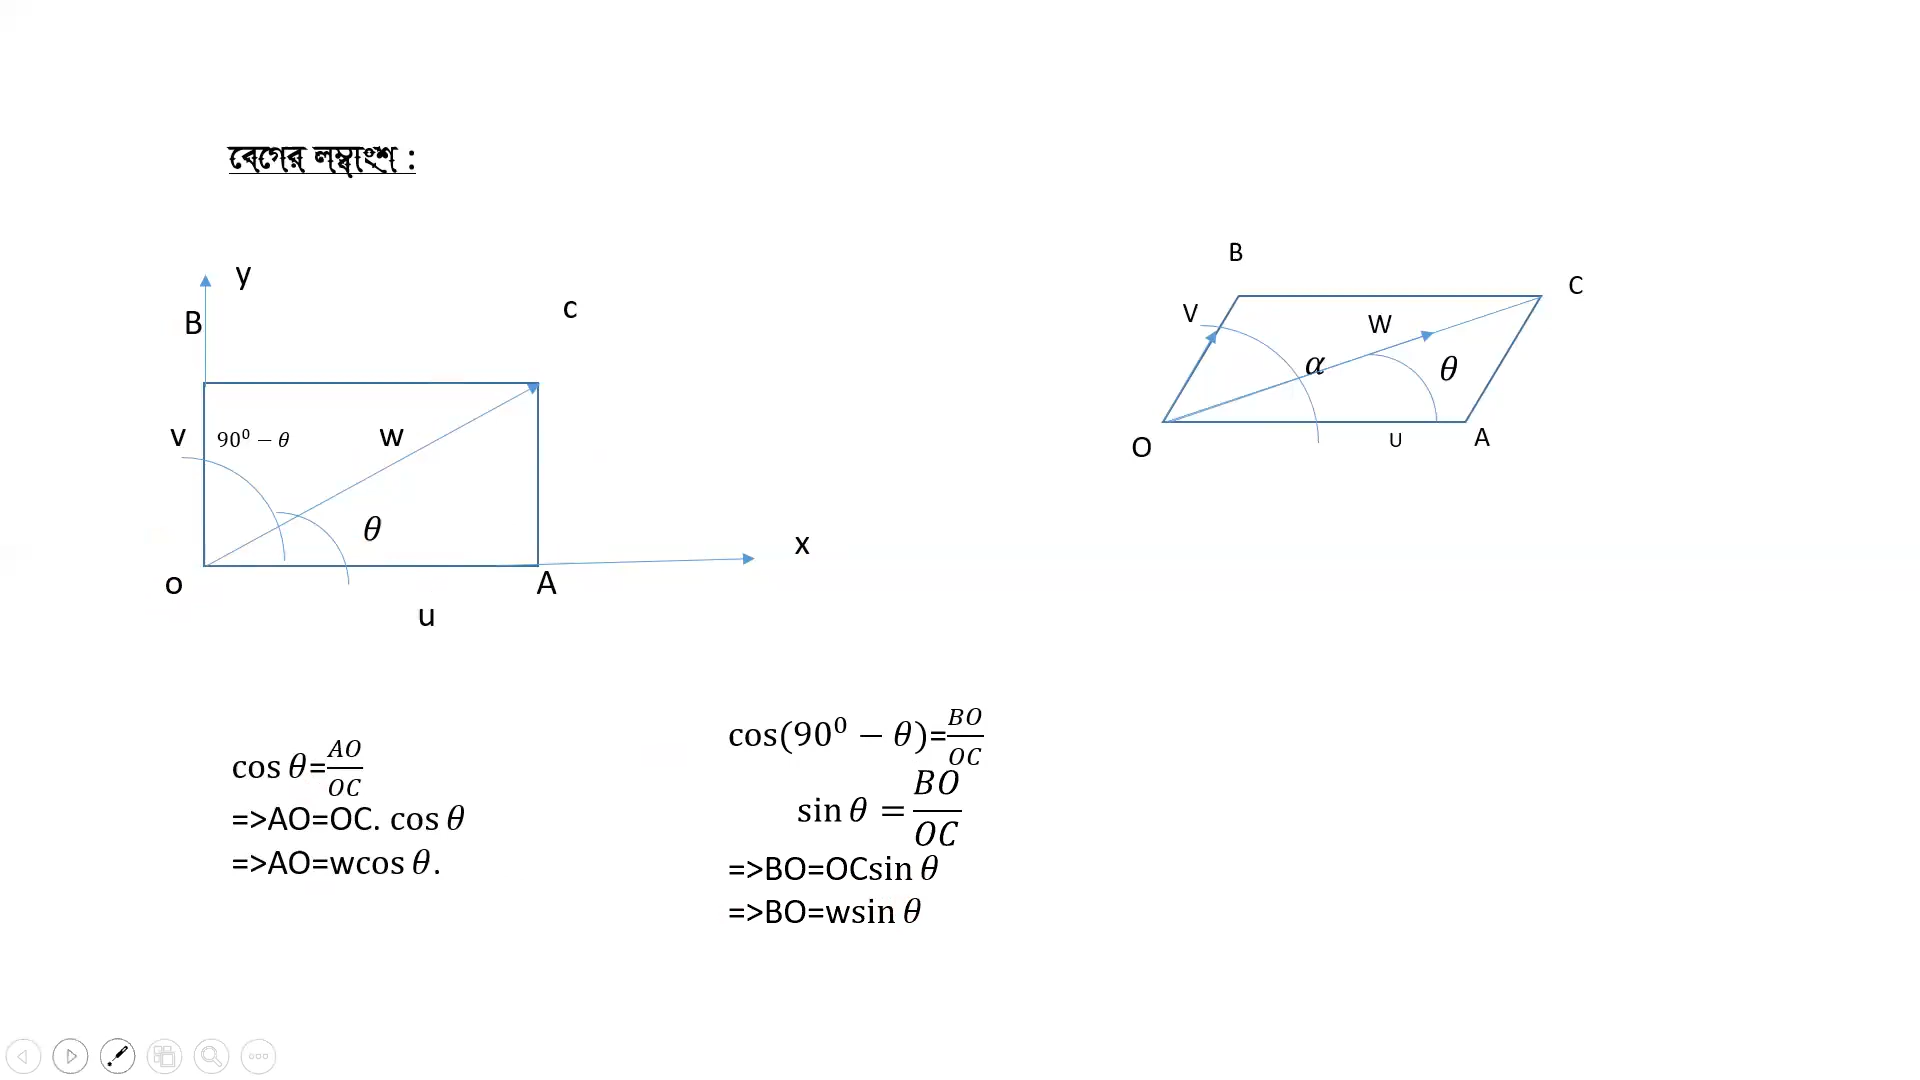 বেগের লম্বাংশ :
y
B
c
v
90⁰ − θ
w
θ
x
o
A
u
B
C
V
W
α
θ
O
U
A
cos θ=AO/OC
=>AO=OC. cos θ
=>AO=wcos θ.
cos(90⁰ − θ)=BO/OC
sin θ = BO/OC
=>BO=OCsin θ
=>BO=wsin θ